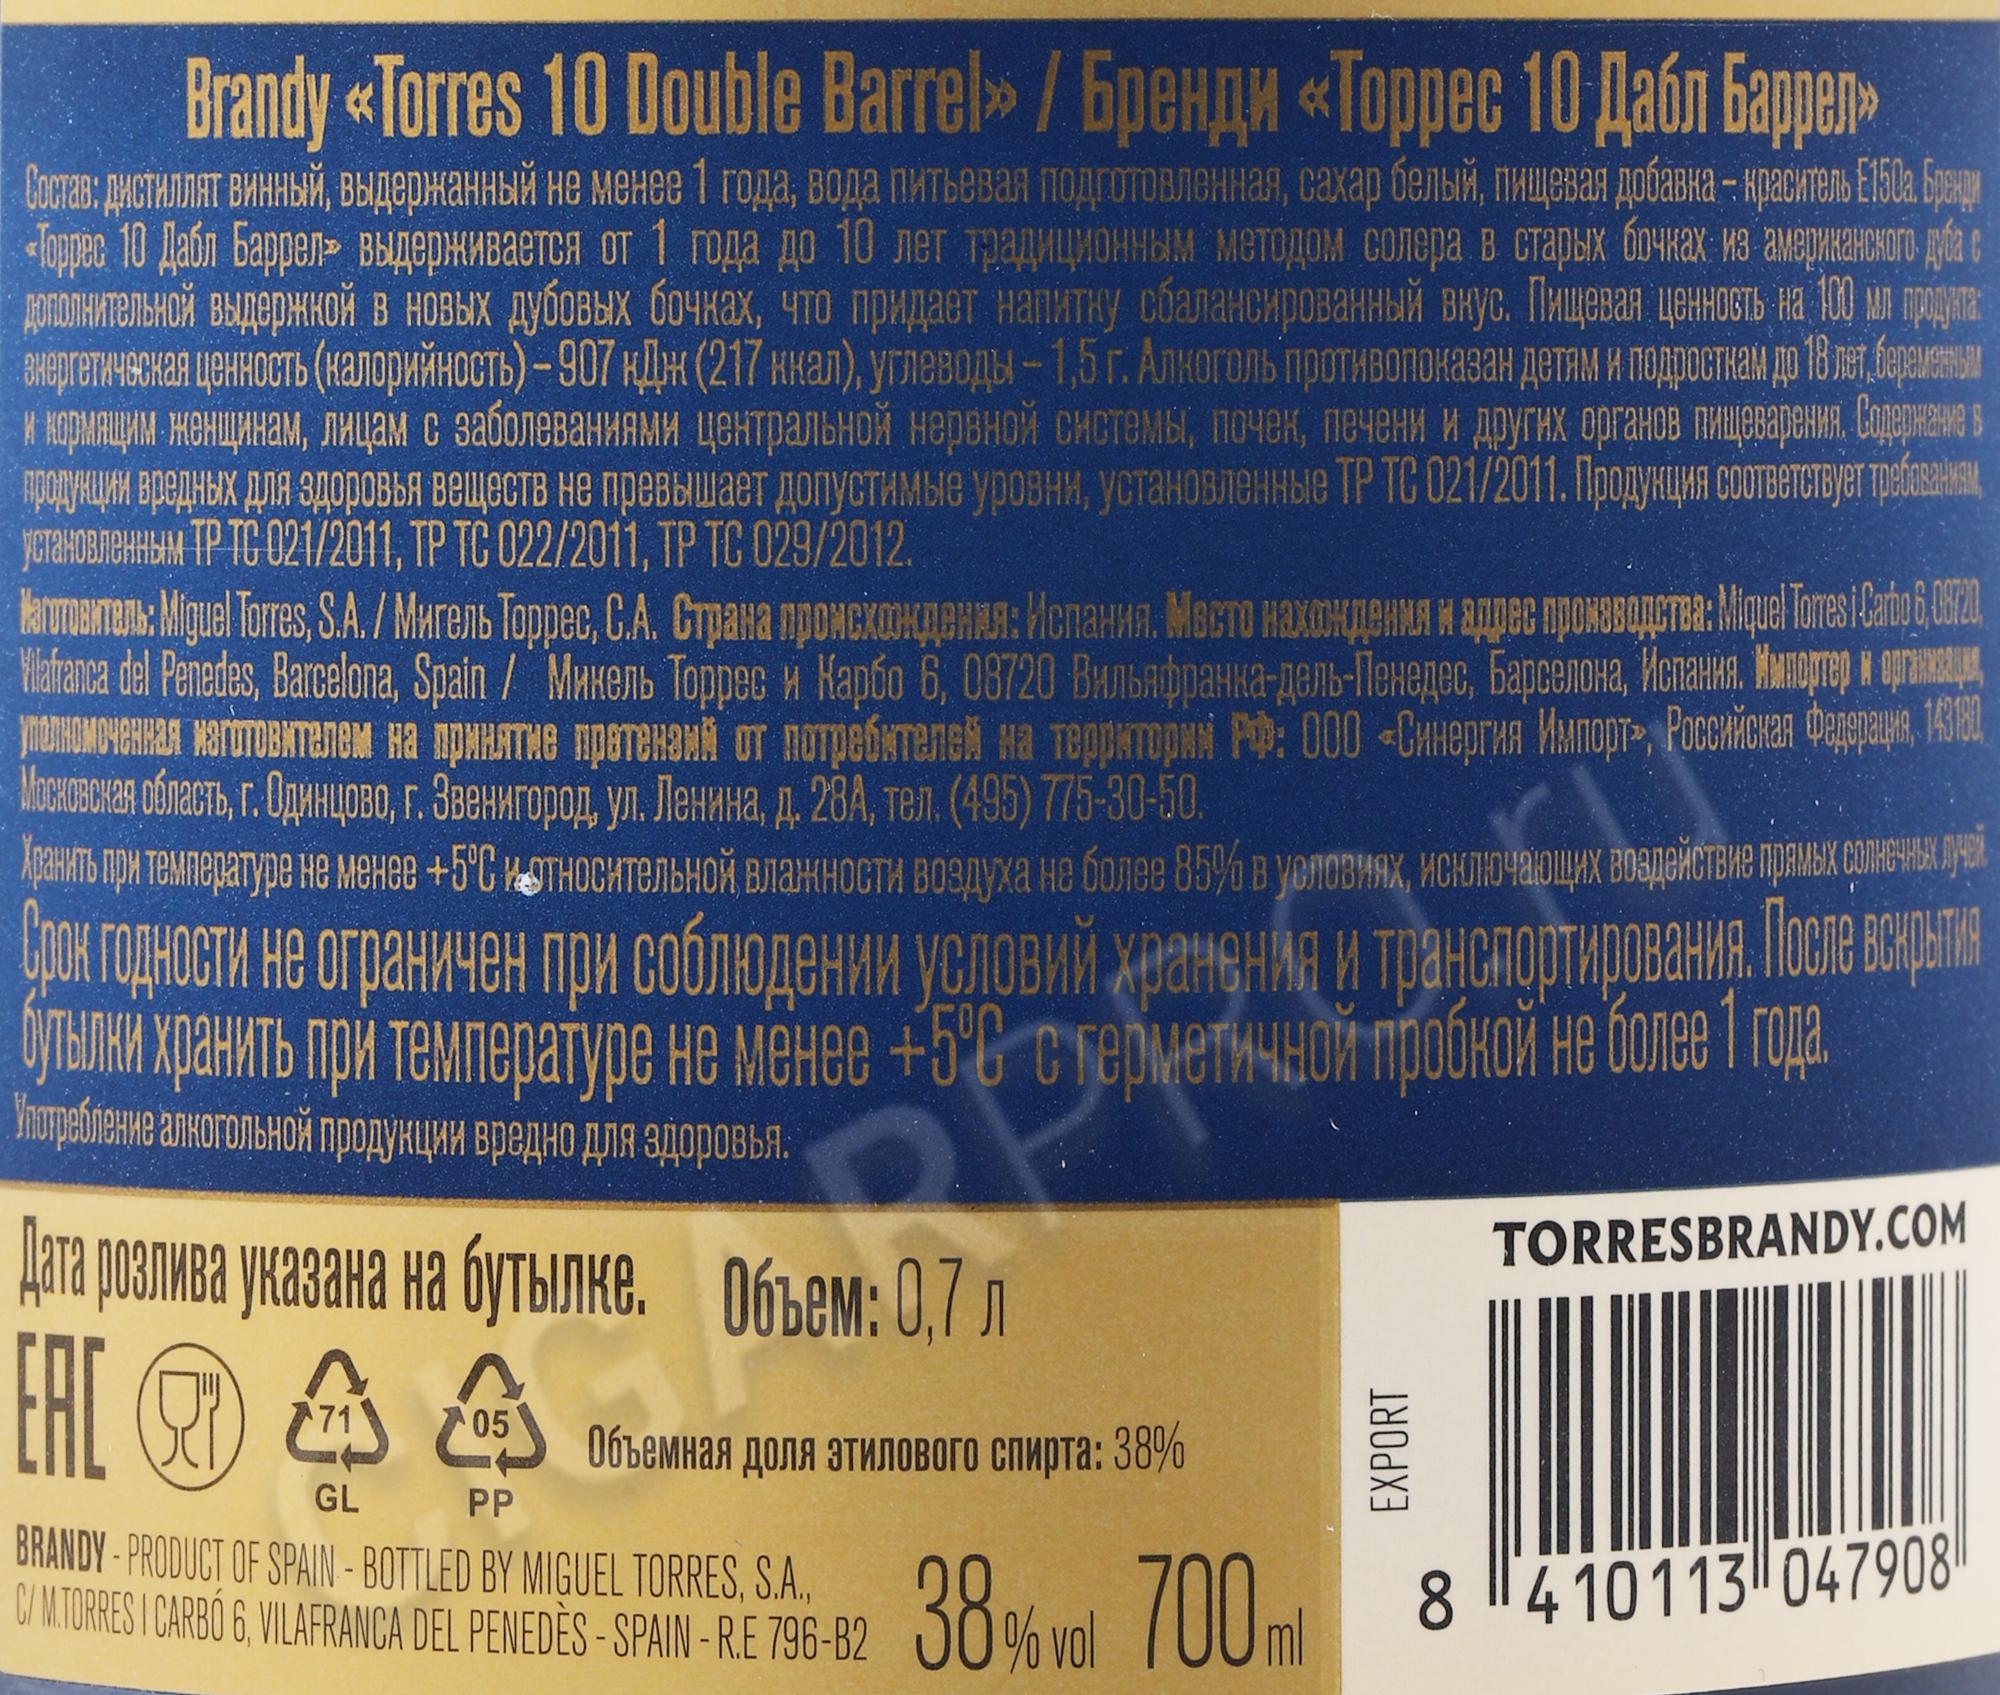 Brandy «Torres 10 Double Barrel» / Бренди «Торрес 10 Дабл Баррел»
Состав: дистиллят винный, выдержанный не менее 1 года, вода питьевая подготовленная, сахар белый, пищевая добавка – краситель Е150а. Бренди
«Торрес 10 Дабл Баррел» выдерживается от 1 года до 10 лет традиционным методом солера в старых бочках из американского дуба с
дополнительной выдержкой в новых дубовых бочках, что придает напитку сбалансированный вкус. Пищевая ценность на 100 мл продукта:
энергетическая ценность (калорийность) – 907 кДж (217 ккал), углеводы – 1,5 г. Алкоголь противопоказан детям и подросткам до 18 лет, беременным
и кормящим женщинам, лицам с заболеваниями центральной нервной системы, почек, печени и других органов пищеварения. Содержание в
продукции вредных для здоровья веществ не превышает допустимые уровни, установленные ТР ТС 021/2011. Продукция соответствует требованиям,
установленным ТР ТС 021/2011, ТР ТС 022/2011, ТР ТС 029/2012.
Изготовитель: Miguel Torres, S.A. / Мигель Торрес, С.А. Страна происхождения: Испания. Место нахождения и адрес производства: Miquel Torres i Carbo 6, 08720,
Vilafranca del Penedes, Barcelona, Spain / Микель Торрес и Карбо 6, 08720 Вильяфранка-дель-Пенедес, Барселона, Испания. Импортер и организация,
уполномоченная изготовителем на принятие претензий от потребителей на территории РФ: ООО «Синергия Импорт», Российская Федерация, 143180,
Московская область, г. Одинцово, г. Звенигород, ул. Ленина, д. 28А, тел. (495) 775-30-50.
Хранить при температуре не менее +5°С и относительной влажности воздуха не более 85% в условиях, исключающих воздействие прямых солнечных лучей.
Срок годности не ограничен при соблюдении условий хранения и транспортирования. После вскрытия
бутылки хранить при температуре не менее +5°С с герметичной пробкой не более 1 года.
Употребление алкогольной продукции вредно для здоровья.
Дата розлива указана на бутылке.
Объем: 0,7 л
EAC
71
GL
05
PP
Объемная доля этилового спирта: 38%
BRANDY - PRODUCT OF SPAIN - BOTTLED BY MIGUEL TORRES, S.A.,
C/ M.TORRES I CARBÓ 6, VILAFRANCA DEL PENEDÈS - SPAIN - R.E 796-B2
38% vol 700 ml
TORRESBRANDY.COM
EXPORT
8 410113 047908
CIGARPRO.ru